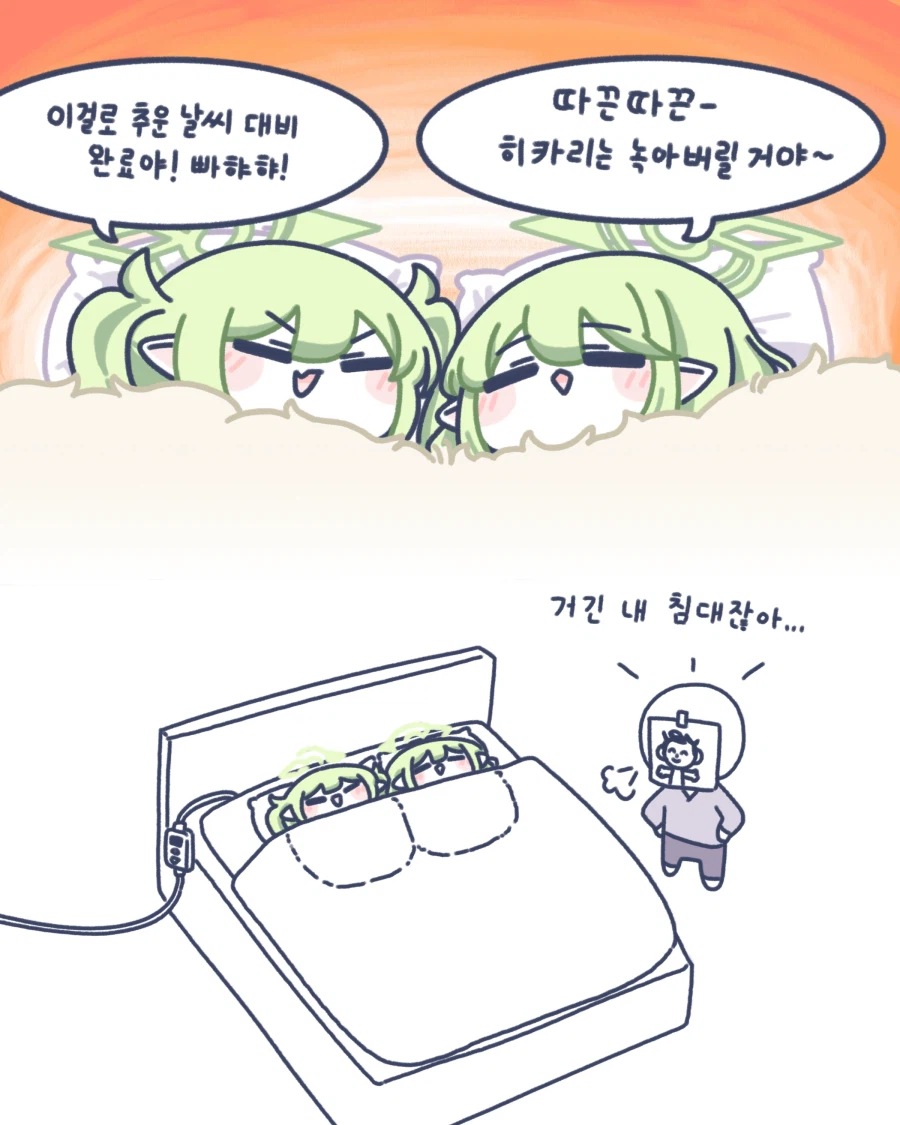 이걸로 추운 날씨 대비
완료야! 빠햐햐!
따끈따끈-
히카리는 녹아버릴 거야~
거긴 내 침대잖아...